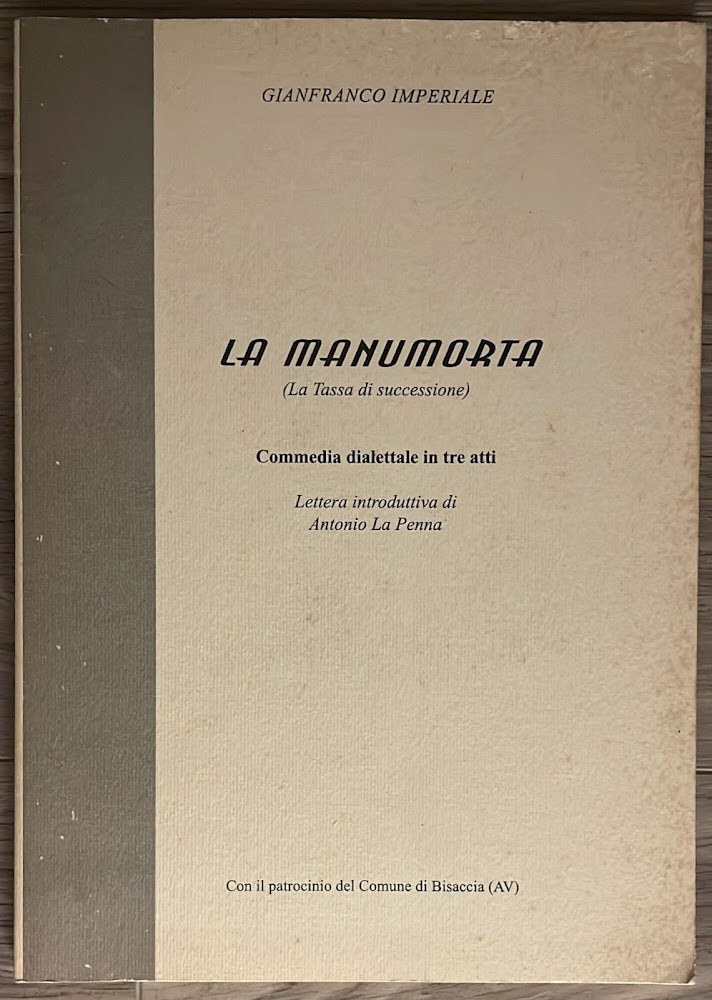 GIANFRANCO IMPERIALE
LA MANUMORTA
(La Tassa di successione)
Commedia dialettale in tre atti
Lettera introduttiva di
Antonio La Penna
Con il patrocinio del Comune di Bisaccia (AV)